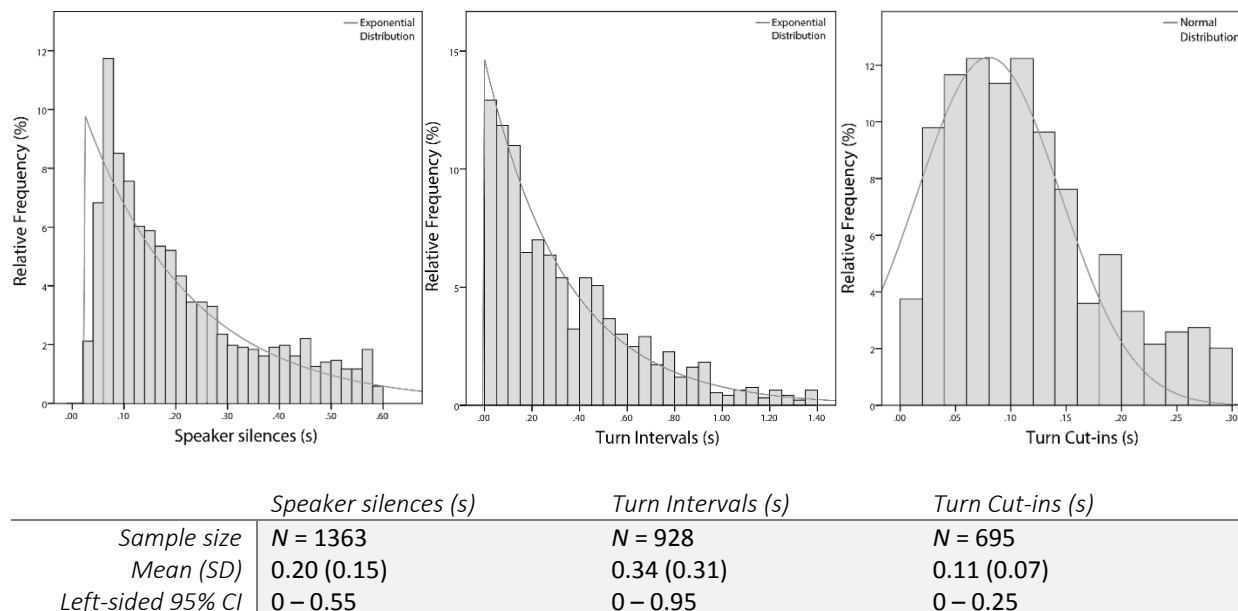 Relative Frequency (%)
12
10
8
6
4
2
0
.00 .10 .20 .30 .40 .50 .60
Speaker silences (s)
Exponential
Distribution
Relative Frequency (%)
15
10
5
0
.00 .20 .40 .60 .80 1.00 1.20 1.40
Turn Intervals (s)
Exponential
Distribution
Relative Frequency (%)
12
10
8
6
4
2
0
.00 .05 .10 .15 .20 .25 .30
Turn Cut-ins (s)
Normal
Distribution
Speaker silences (s) Turn Intervals (s) Turn Cut-ins (s)
Sample size N = 1363 N = 928 N = 695
Mean (SD) 0.20 (0.15) 0.34 (0.31) 0.11 (0.07)
Left-sided 95% CI 0 – 0.55 0 – 0.95 0 – 0.25